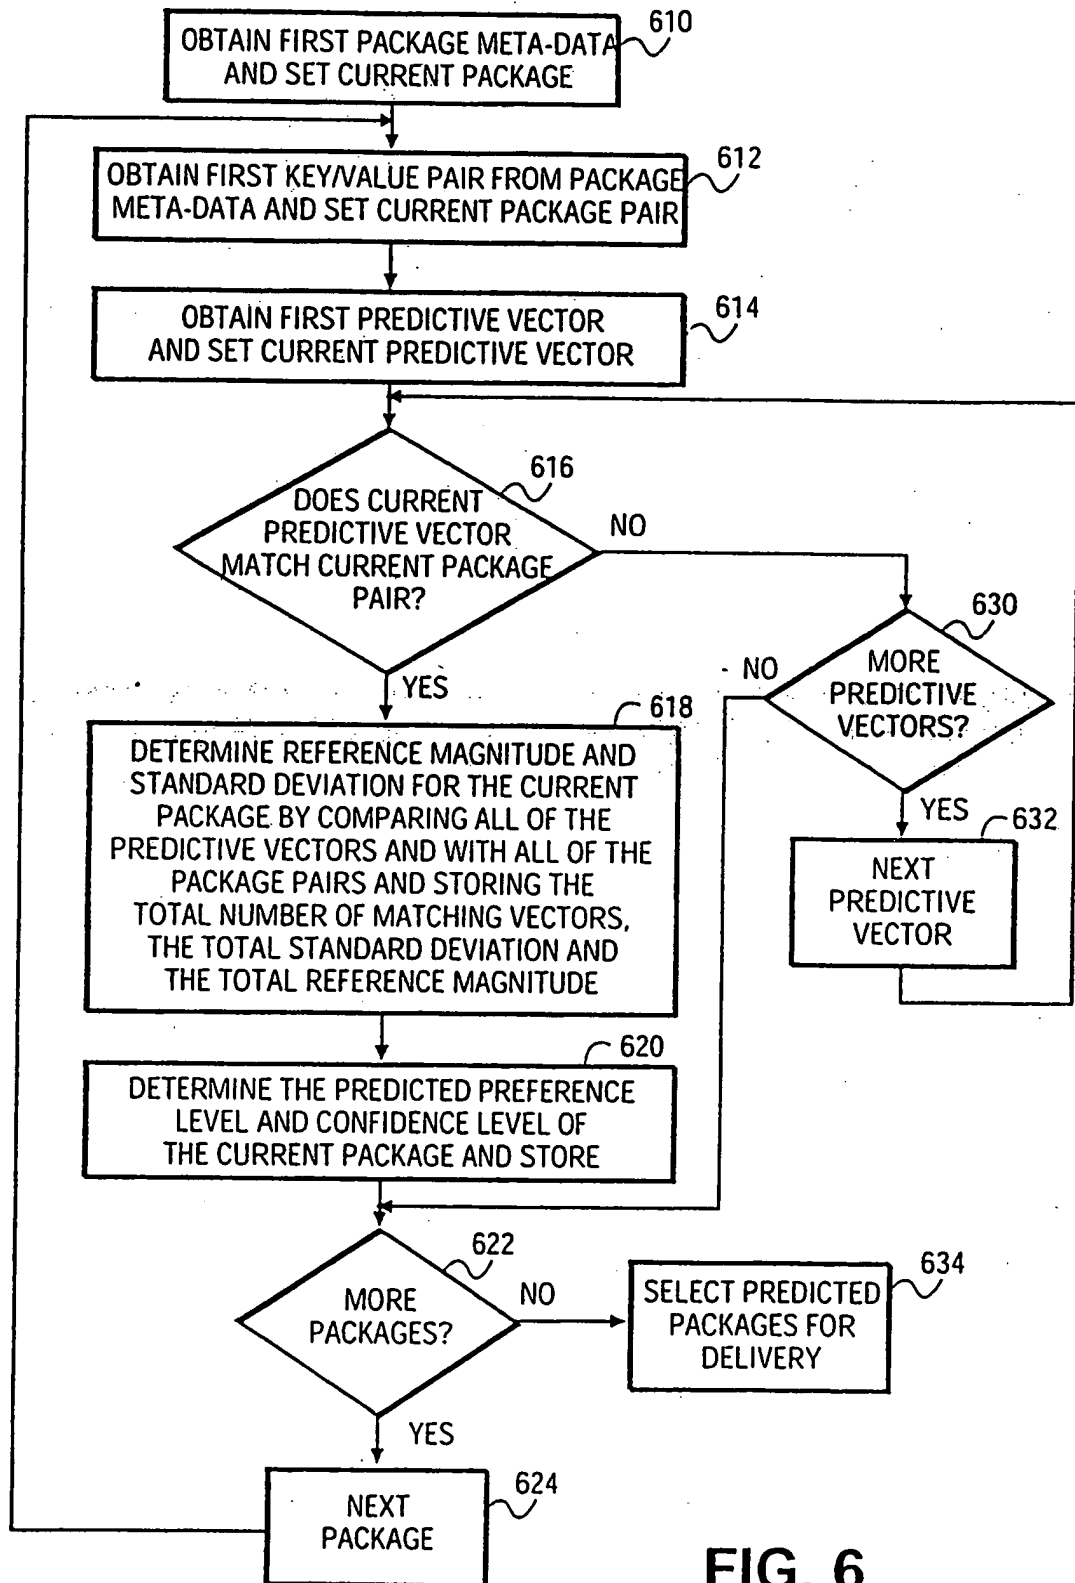 OBTAIN FIRST PACKAGE META-DATA
AND SET CURRENT PACKAGE
610
OBTAIN FIRST KEY/VALUE PAIR FROM PACKAGE
META-DATA AND SET CURRENT PACKAGE PAIR
612
OBTAIN FIRST PREDICTIVE VECTOR
AND SET CURRENT PREDICTIVE VECTOR
614
616
DOES CURRENT
PREDICTIVE VECTOR
MATCH CURRENT PACKAGE
PAIR?
NO
YES
630
MORE
PREDICTIVE
VECTORS?
NO
YES
632
NEXT
PREDICTIVE
VECTOR
618
DETERMINE REFERENCE MAGNITUDE AND
STANDARD DEVIATION FOR THE CURRENT
PACKAGE BY COMPARING ALL OF THE
PREDICTIVE VECTORS AND WITH ALL OF THE
PACKAGE PAIRS AND STORING THE
TOTAL NUMBER OF MATCHING VECTORS,
THE TOTAL STANDARD DEVIATION AND
THE TOTAL REFERENCE MAGNITUDE
620
DETERMINE THE PREDICTED PREFERENCE
LEVEL AND CONFIDENCE LEVEL OF
THE CURRENT PACKAGE AND STORE
622
MORE
PACKAGES?
NO
YES
634
SELECT PREDICTED
PACKAGES FOR
DELIVERY
624
NEXT
PACKAGE
FIG. 6